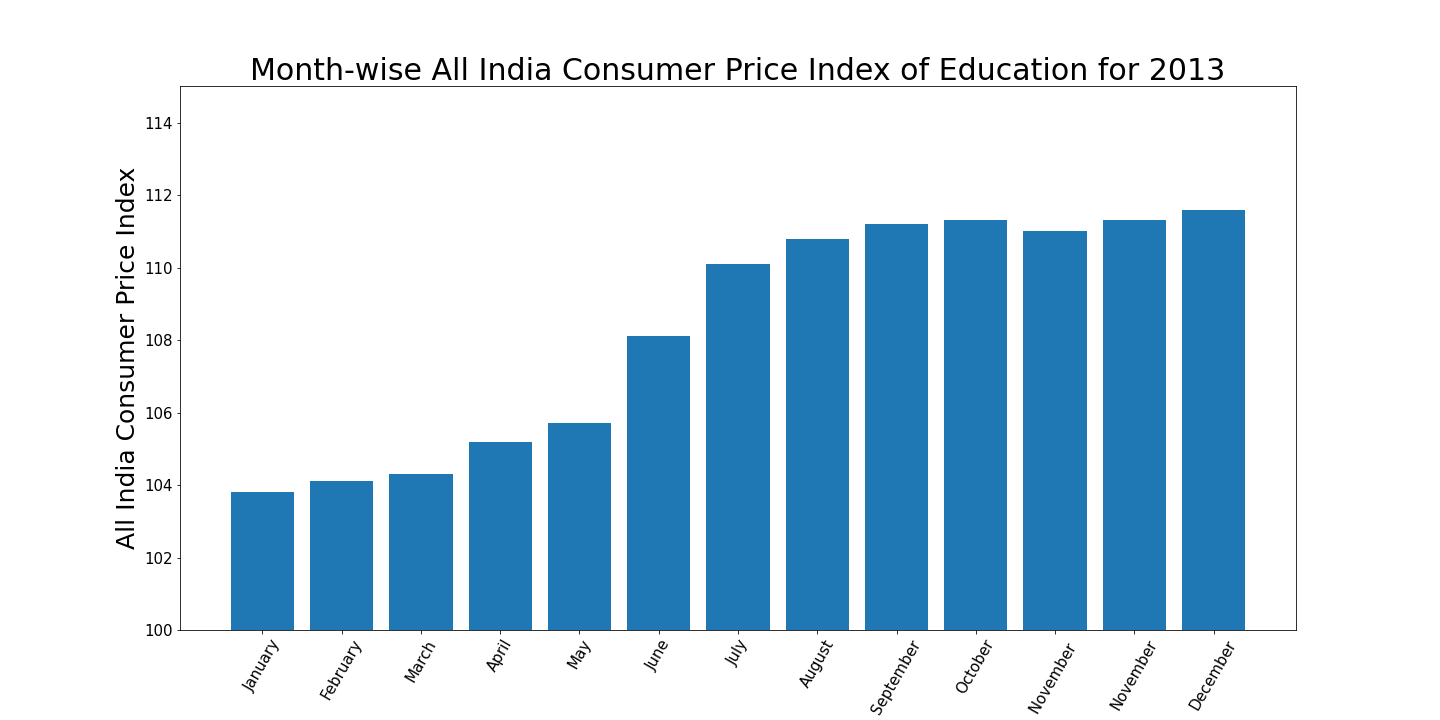 Month-wise All India Consumer Price Index of Education for 2013
All India Consumer Price Index
114
112
110
108
106
104
102
100
January
February
March
April
May
June
July
August
September
October
November
November
December